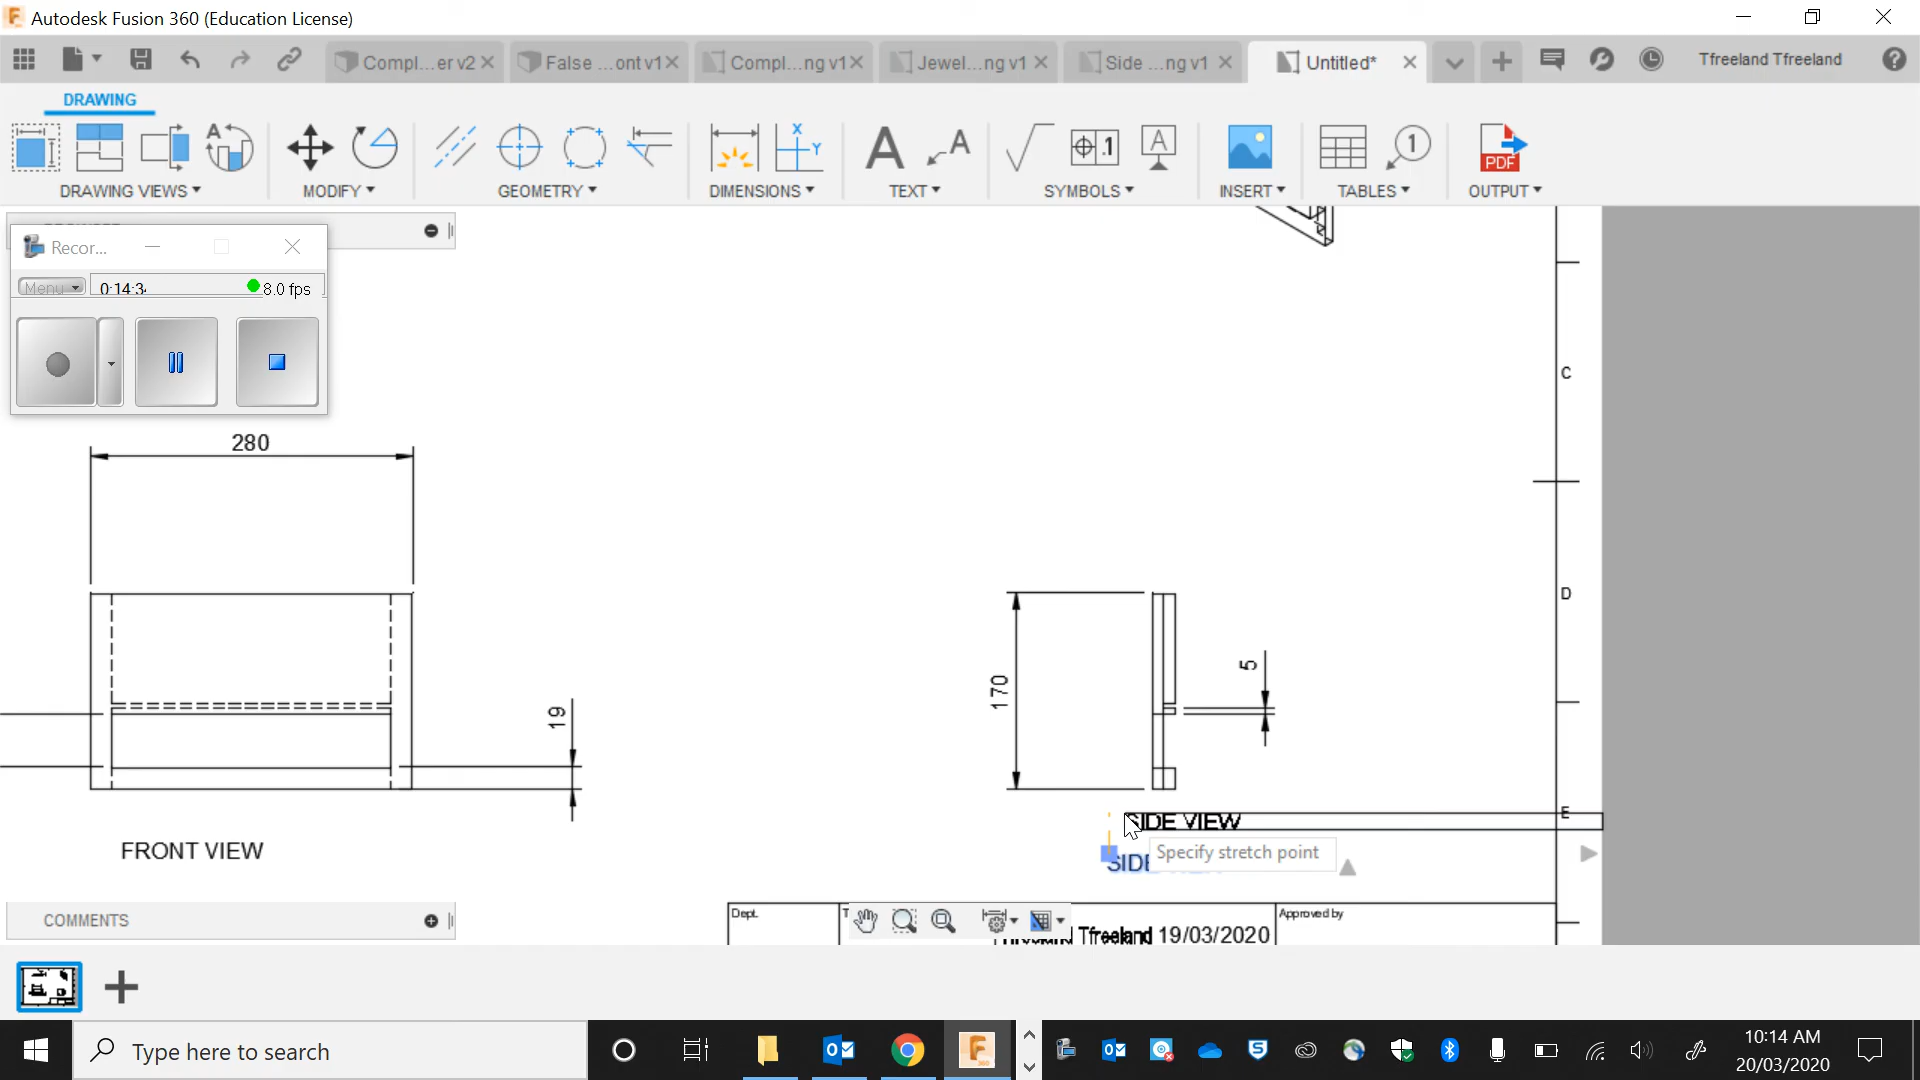 Autodesk Fusion 360 (Education License)
Compl...er v2
False ...ont v1
Compl...ng v1
Jewel...ng v1
Side ...ng v1
Untitled*
Tfreeland Tfreeland
DRAWING
DRAWING VIEWS
MODIFY
GEOMETRY
DIMENSIONS
TEXT
SYMBOLS
INSERT
TABLES
OUTPUT
PDF
Recor...
Menu
8.0 fps
C
280
D
5
170
19
E
SIDE VIEW
FRONT VIEW
Specify stretch point
COMMENTS
Dept.
Approved by
Tfreeland 19/03/2020
Type here to search
10:14 AM
20/03/2020